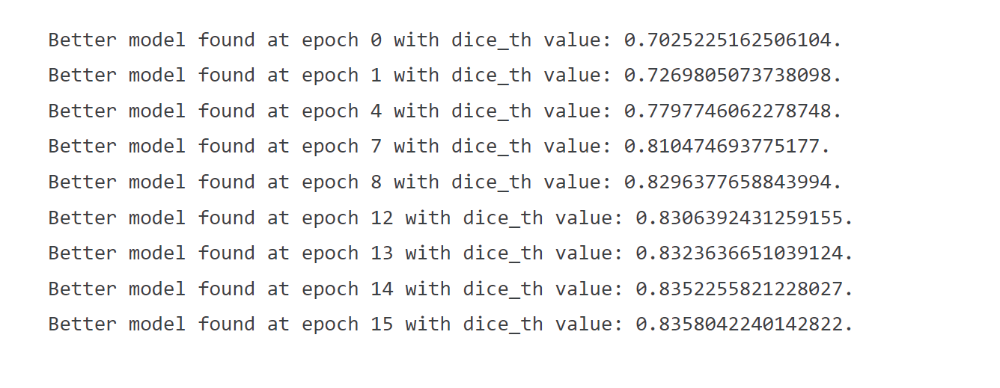 Better model found at epoch 0 with dice_th value: 0.7025225162506104.
Better model found at epoch 1 with dice_th value: 0.7269805073738098.
Better model found at epoch 4 with dice_th value: 0.7797746062278748.
Better model found at epoch 7 with dice_th value: 0.810474693775177.
Better model found at epoch 8 with dice_th value: 0.8296377658843994.
Better model found at epoch 12 with dice_th value: 0.8306392431259155.
Better model found at epoch 13 with dice_th value: 0.8323636651039124.
Better model found at epoch 14 with dice_th value: 0.8352255821228027.
Better model found at epoch 15 with dice_th value: 0.8358042240142822.